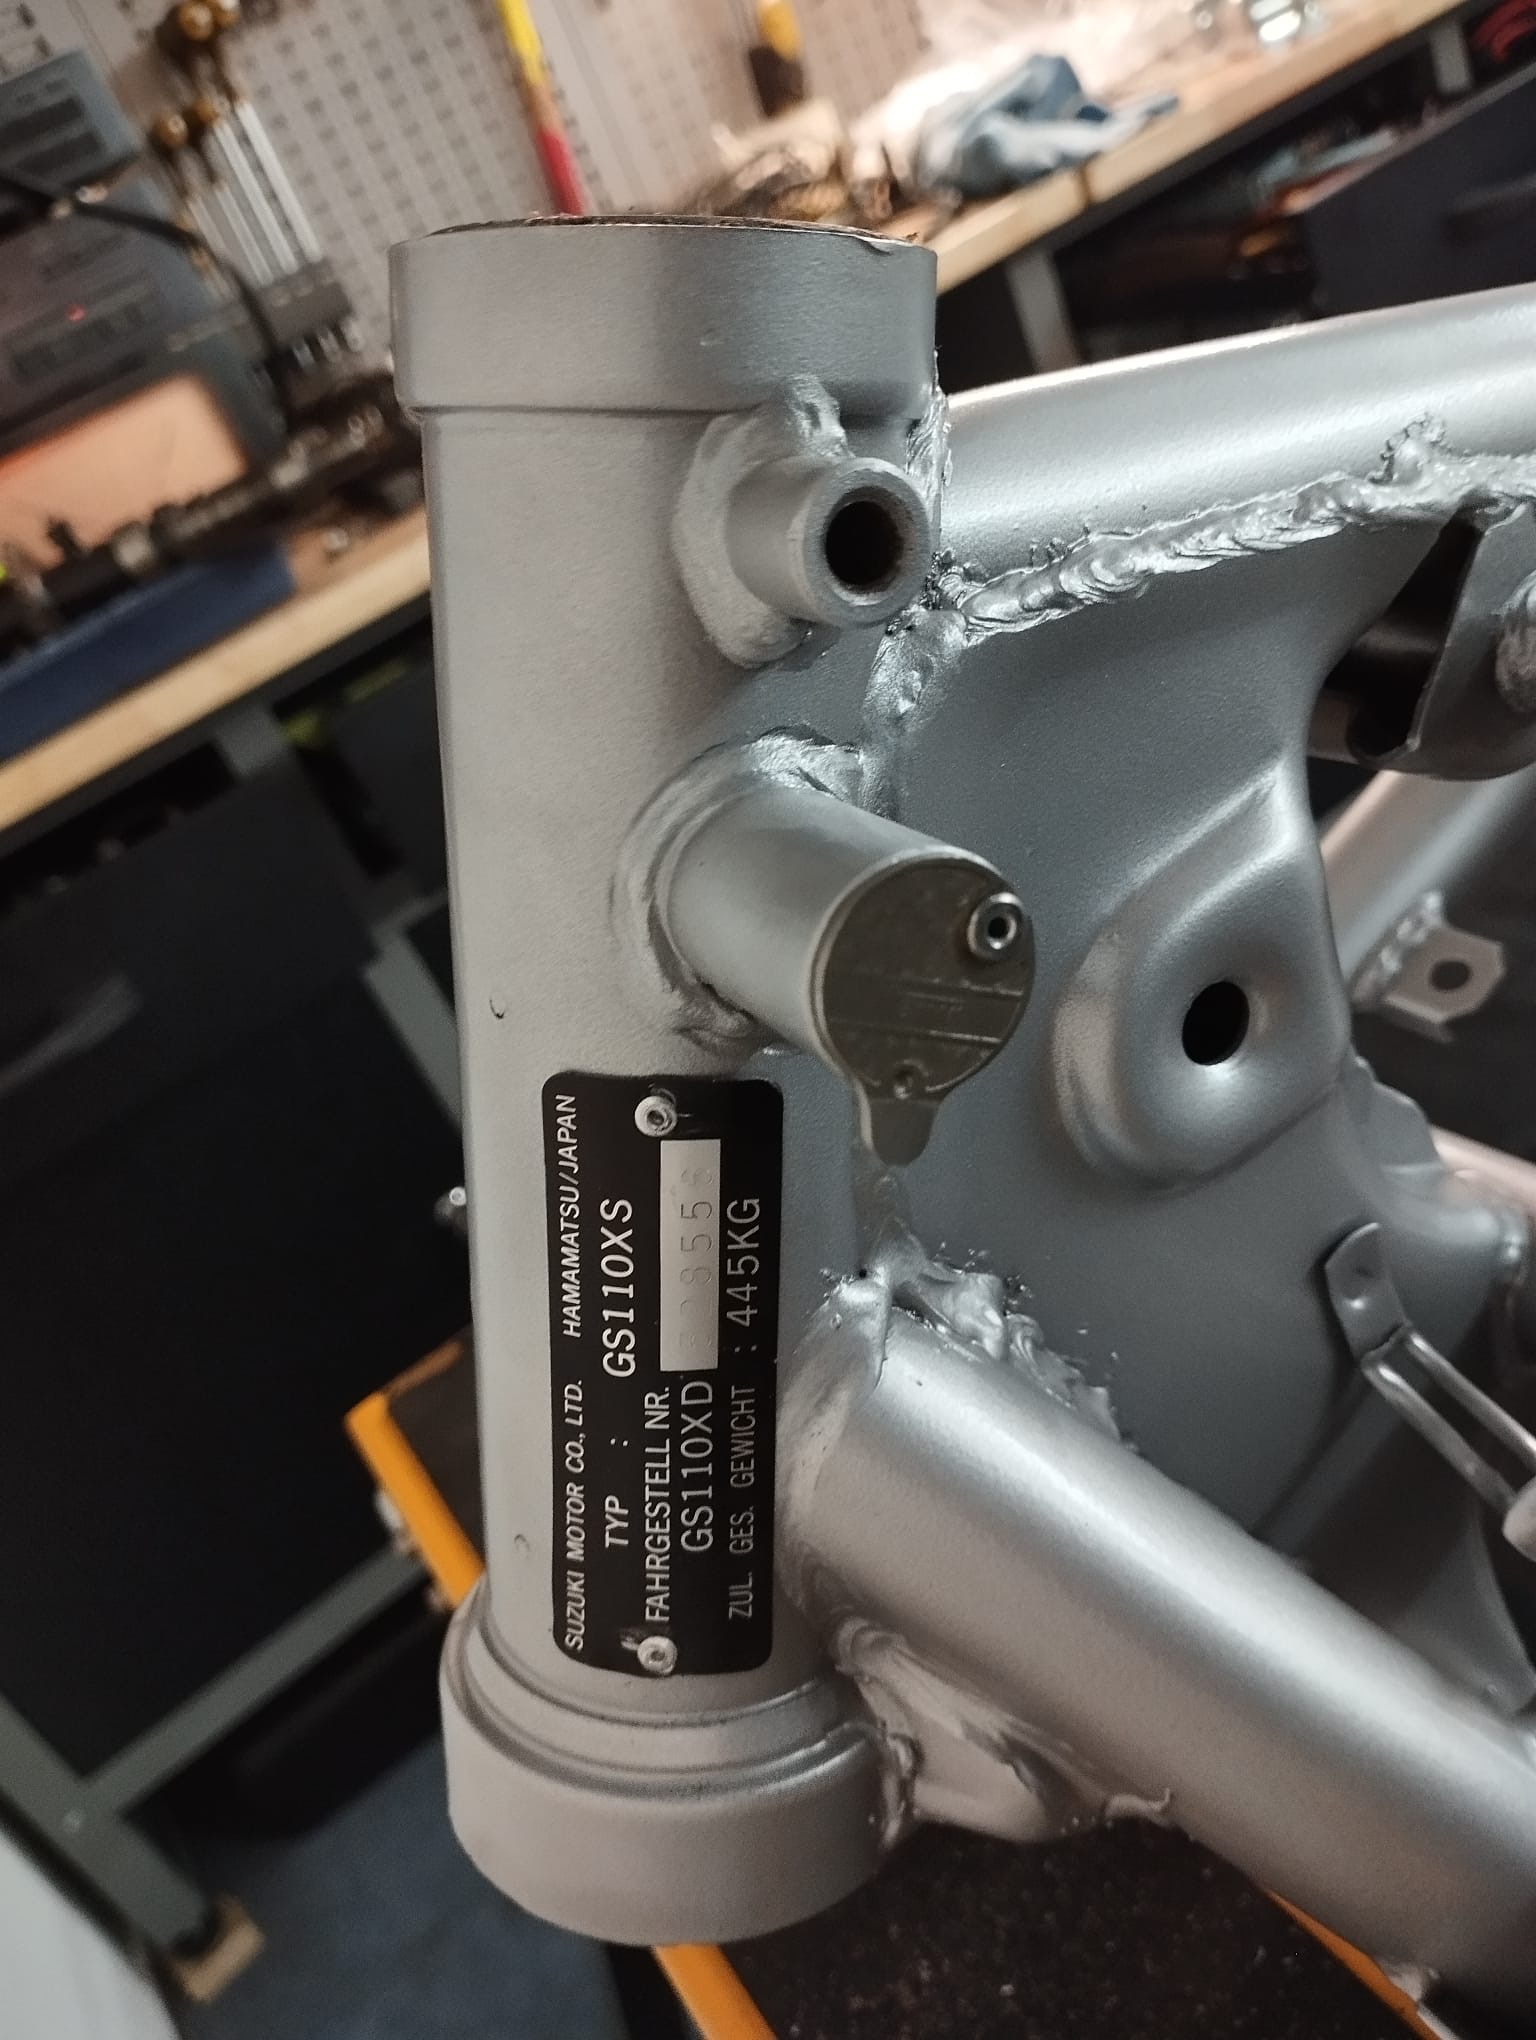 SUZUKI MOTOR CO., LTD. HAMAMATSU/JAPAN
TYP : GS110XS
FAHRGESTELL NR.
GS110XD
ZUL. GES. GEWICHT : 445KG